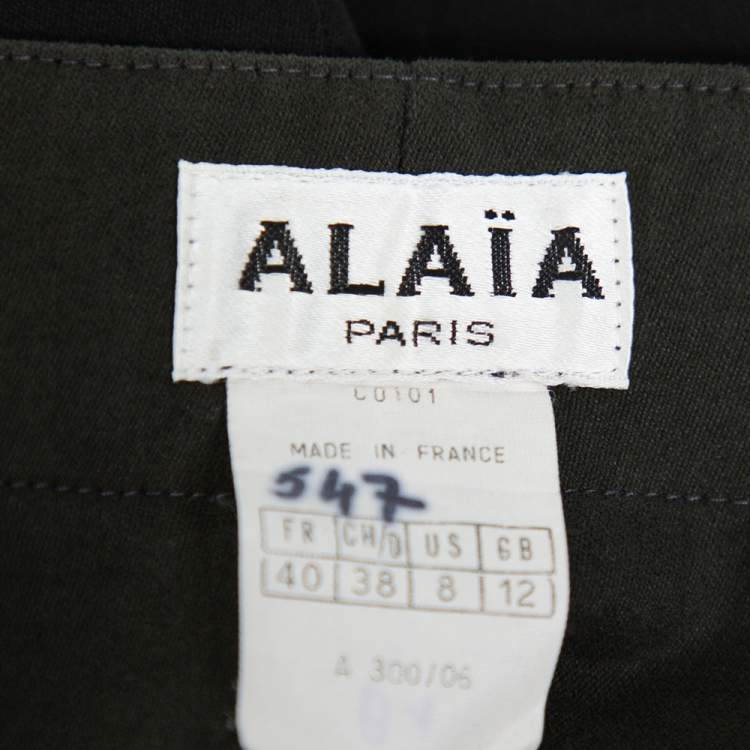 ALAÏA
PARIS
C0101
MADE IN FRANCE
547
FR CH/D US GB
40 38 8 12
A 300/06